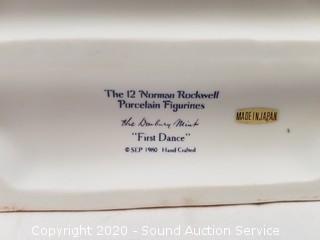 The 12 Norman Rockwell
Porcelain Figurines
the Danbury Mint
MADE IN JAPAN
"First Dance"
© SEP 1980 Hand Crafted
Copyright 2020 - Sound Auction Service